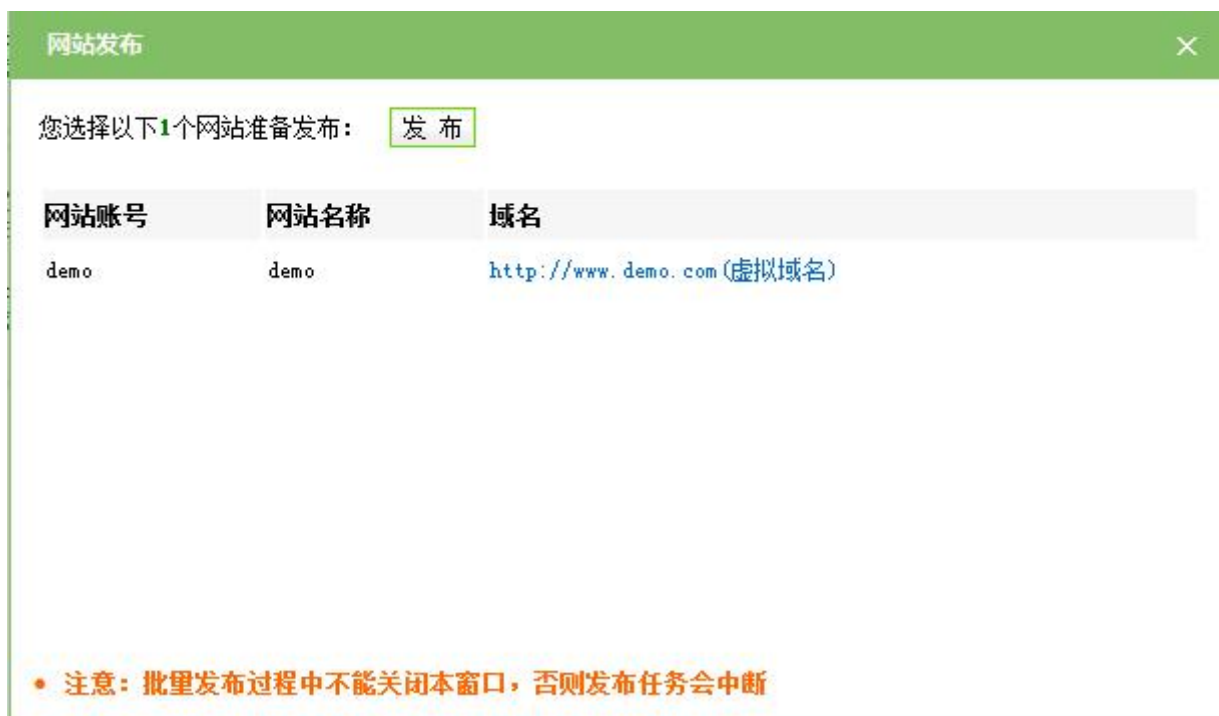 网站发布
您选择以下1个网站准备发布: 发 布
网站账号 网站名称 域名
demo demo http://www.demo.com(虚拟域名)
• 注意：批里发布过程中不能关闭本窗口，否则发布任务会中断